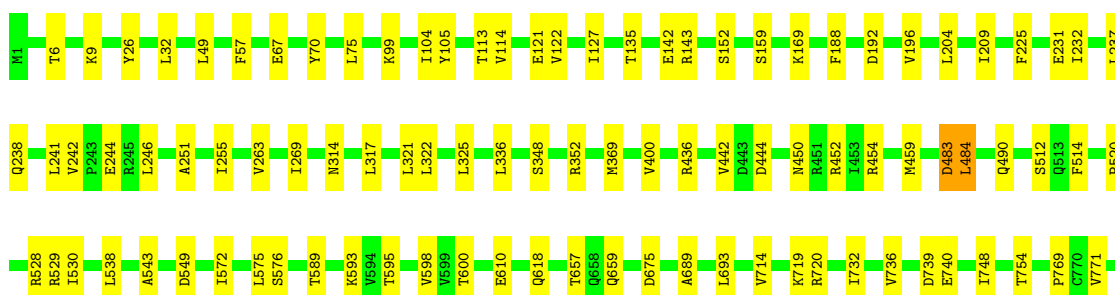 M1 T6 K9 Y26 L32 L49 F57 E67 Y70 L75 K99 I104 Y105 T113 V114 E121 V122 I127 T135 E142 R143 S152 S159 K169 F188 D192 V196 L204 I209 F225 E231 I232 L237
Q238 L241 V242 P243 E244 R245 L246 A251 I255 V263 I269 N314 L317 L321 L322 L325 L336 S348 R352 M369 V400 R436 V442 D443 D444 N450 R451 R452 I453 R454 M459 D483 L484 Q490 S512 Q513 F514
R528 R529 I530 L538 A543 D549 I572 L575 S576 T589 K593 V594 T595 V598 V599 T600 E610 Q618 T657 Q658 Q659 D675 A689 L693 V714 K719 R720 I732 V736 D739 E740 I748 T754 P769 C770 V771